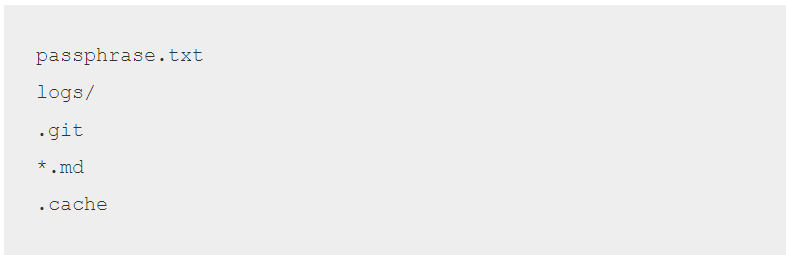 passphrase.txt
logs/
.git
*.md
.cache